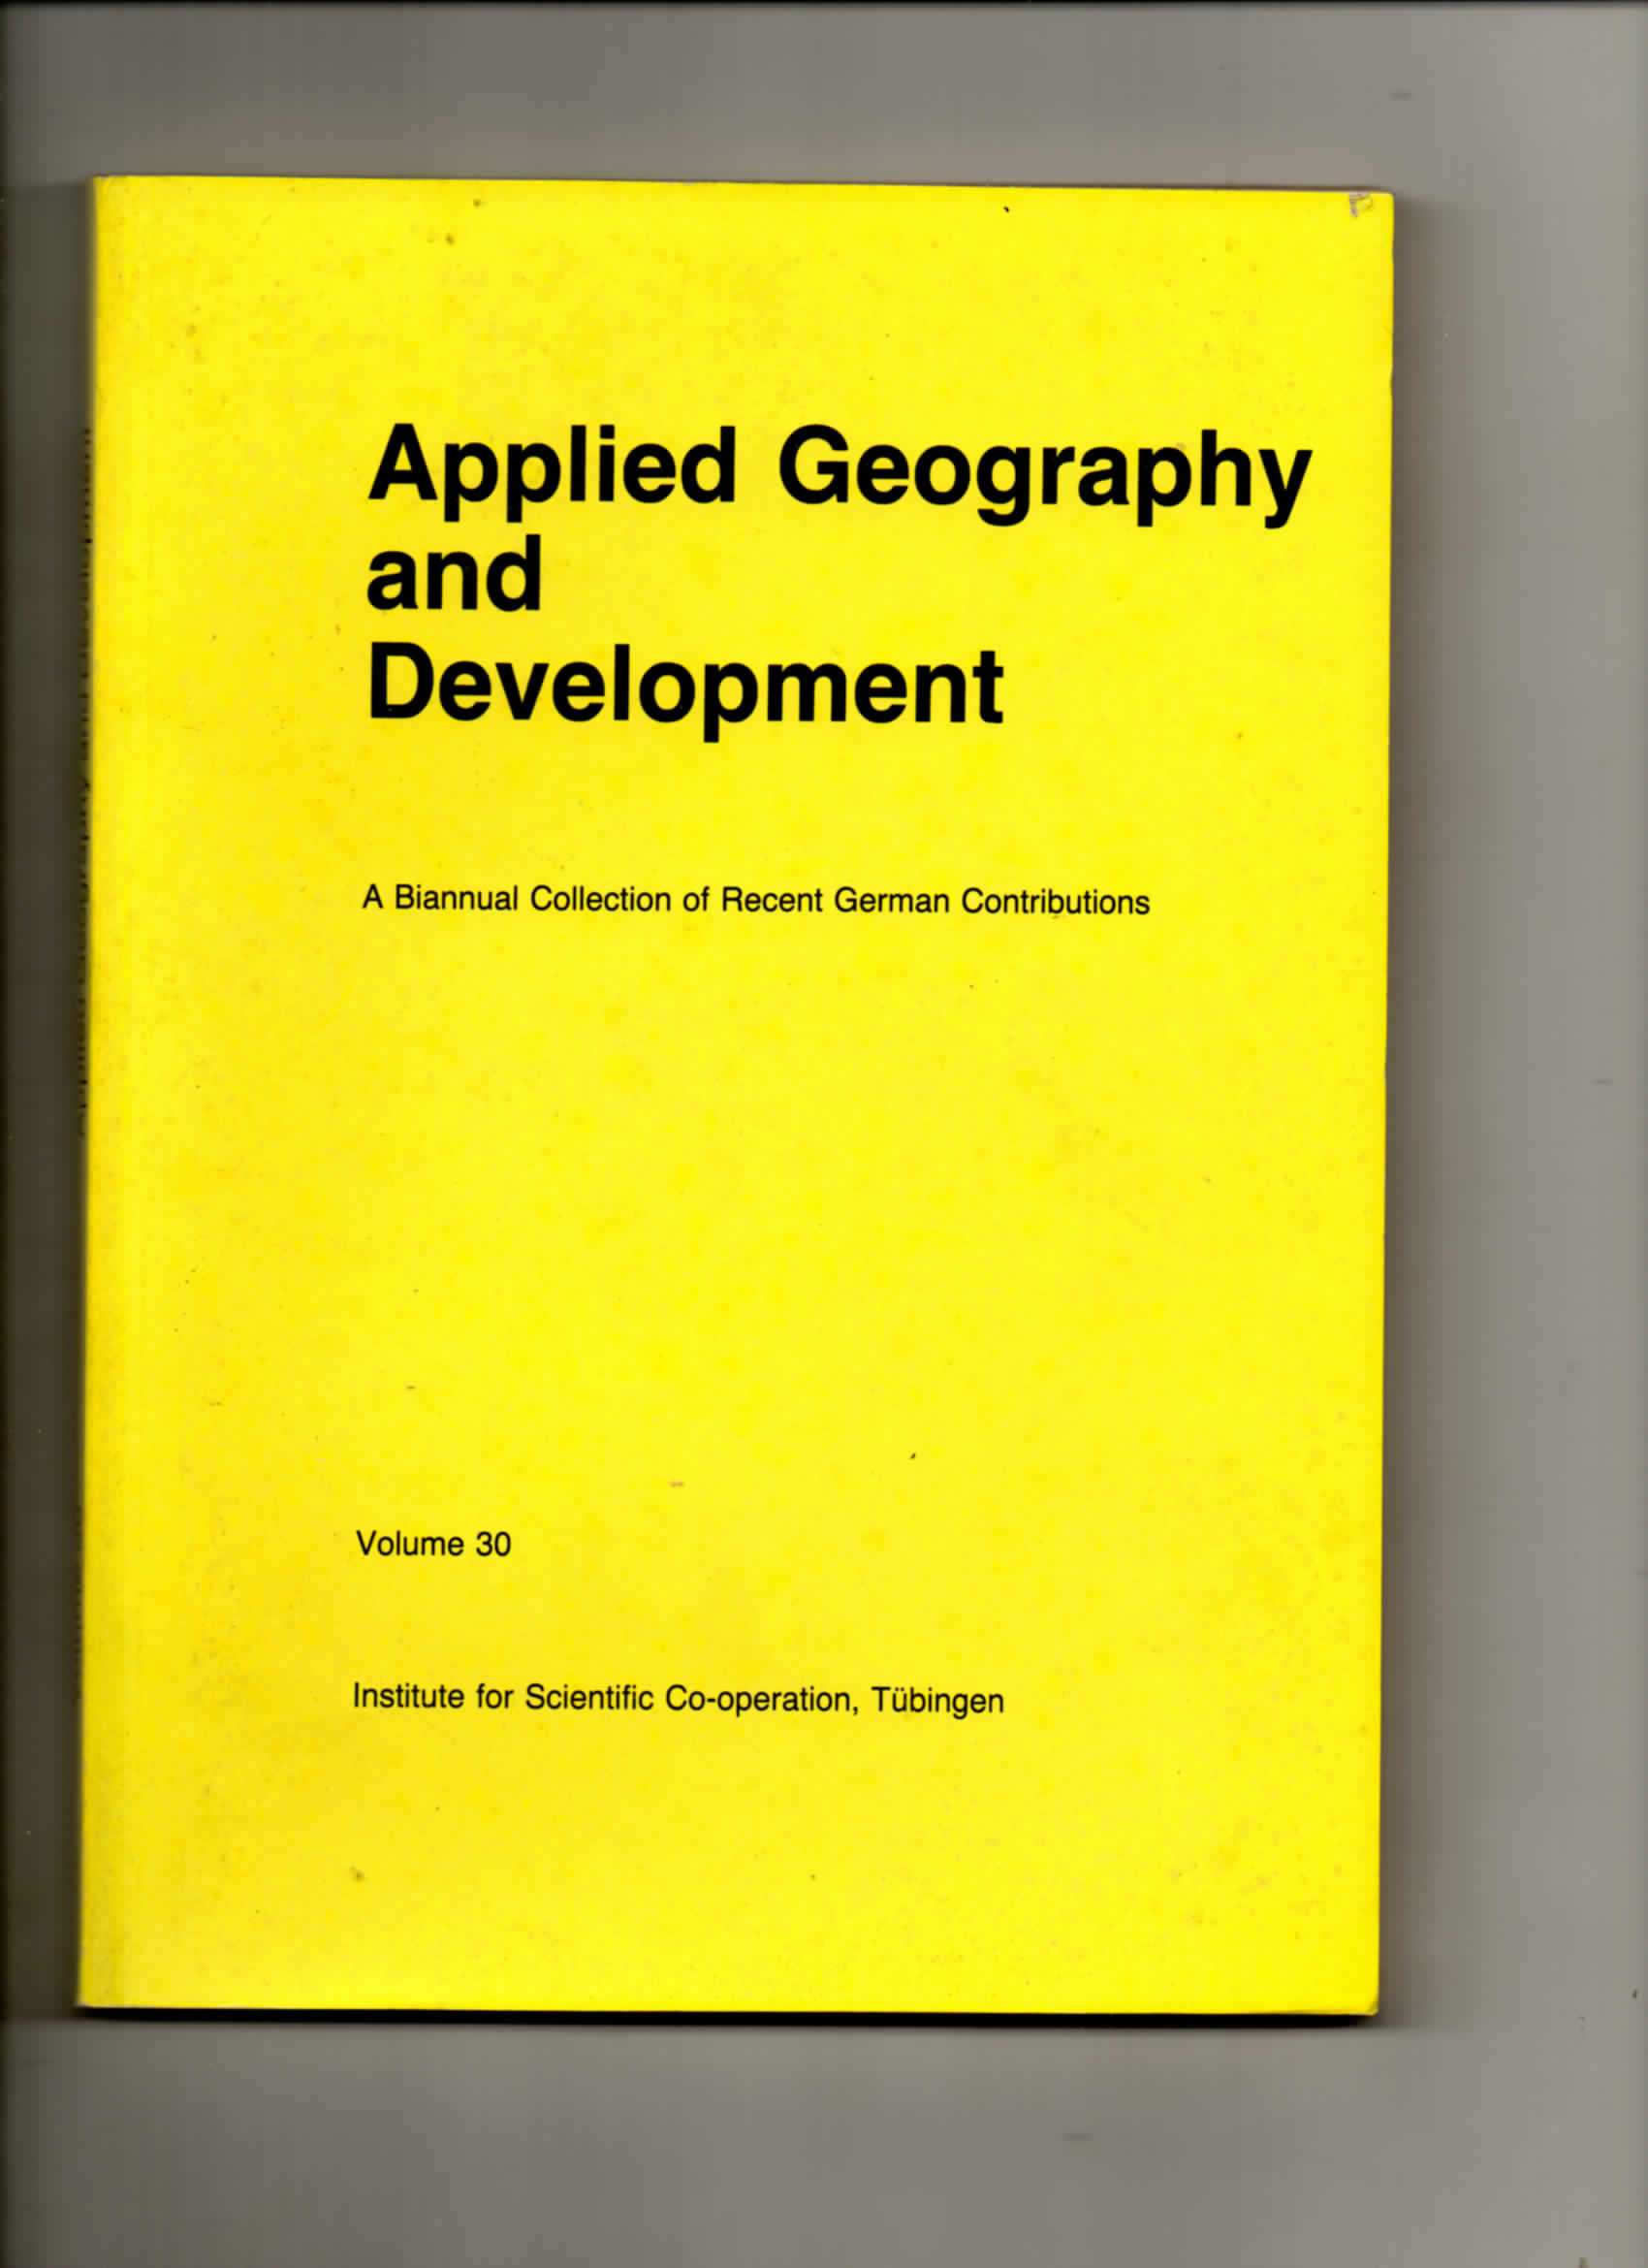 Applied Geography
and
Development
A Biannual Collection of Recent German Contributions
Volume 30
Institute for Scientific Co-operation, Tübingen